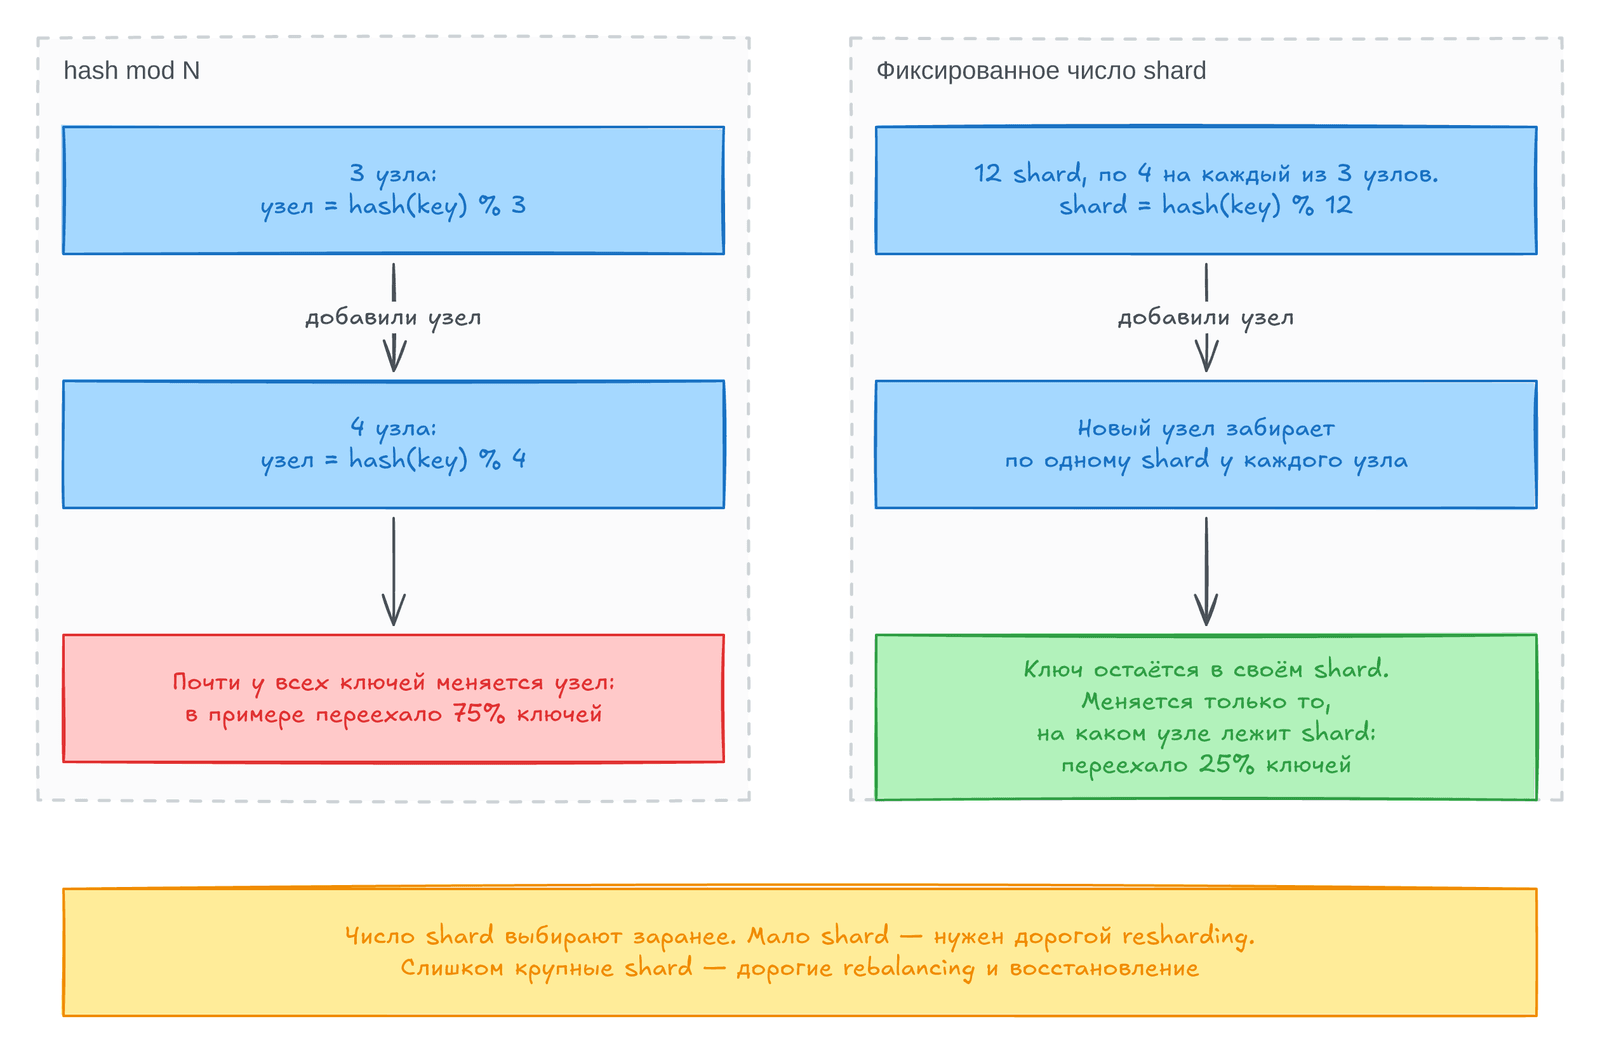 hash mod N
3 узла:
узел = hash(key) % 3
добавили узел
4 узла:
узел = hash(key) % 4
Почти у всех ключей меняется узел:
в примере переехало 75% ключей
Фиксированное число shard
12 shard, по 4 на каждый из 3 узлов.
shard = hash(key) % 12
добавили узел
Новый узел забирает
по одному shard у каждого узла
Ключ остаётся в своём shard.
Меняется только то,
на каком узле лежит shard:
переехало 25% ключей
Число shard выбирают заранее. Мало shard — нужен дорогой resharding.
Слишком крупные shard — дорогие rebalancing и восстановление